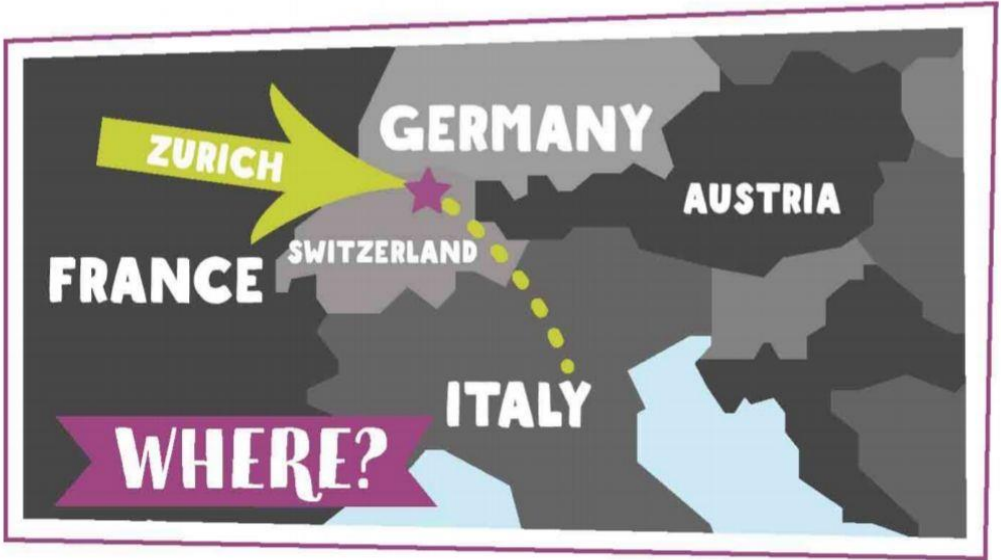 GERMANY
ZURICH
AUSTRIA
SWITZERLAND
FRANCE
ITALY
WHERE?